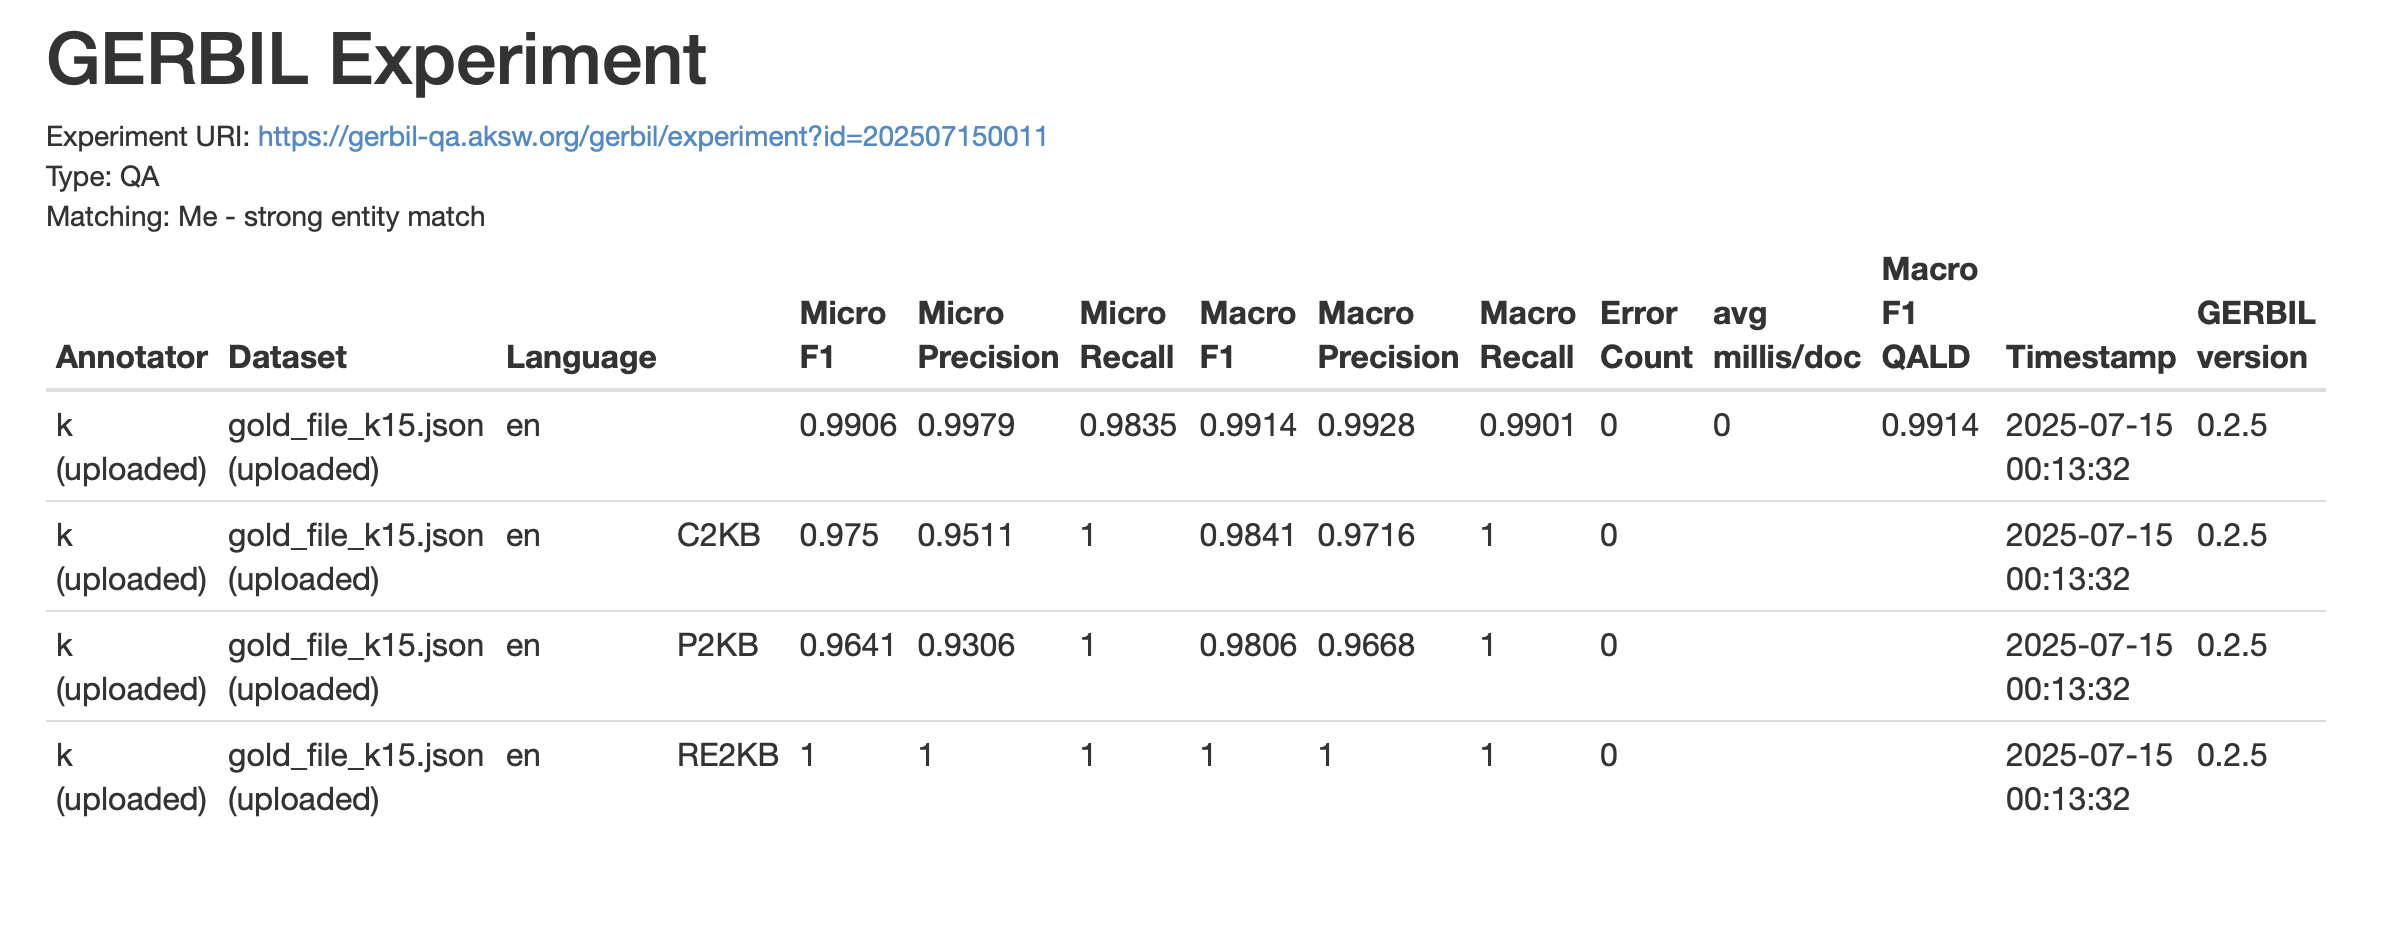 GERBIL Experiment
Experiment URI: https://gerbil-qa.aksw.org/gerbil/experiment?id=202507150011
Type: QA
Matching: Me - strong entity match
Macro
Micro Micro Micro Macro Macro Macro Error avg F1 GERBIL
Annotator Dataset Language F1 Precision Recall F1 Precision Recall Count millis/doc QALD Timestamp version
k gold_file_k15.json en 0.9906 0.9979 0.9835 0.9914 0.9928 0.9901 0 0 0.9914 2025-07-15 0.2.5
(uploaded) (uploaded) 00:13:32
k gold_file_k15.json en C2KB 0.975 0.9511 1 0.9841 0.9716 1 0 2025-07-15 0.2.5
(uploaded) (uploaded) 00:13:32
k gold_file_k15.json en P2KB 0.9641 0.9306 1 0.9806 0.9668 1 0 2025-07-15 0.2.5
(uploaded) (uploaded) 00:13:32
k gold_file_k15.json en RE2KB 1 1 1 1 1 1 0 2025-07-15 0.2.5
(uploaded) (uploaded) 00:13:32